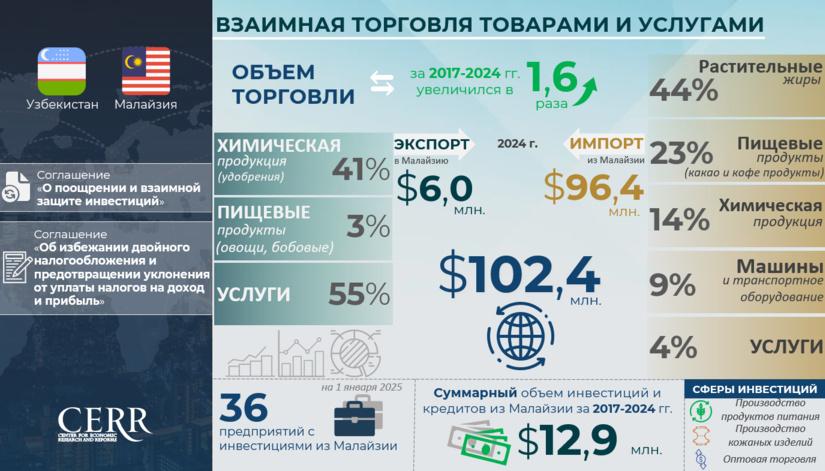 ВЗАИМНАЯ ТОРГОВЛЯ ТОВАРАМИ И УСЛУГАМИ
Узбекистан
Малайзия
Соглашение
«О поощрении и взаимной
защите инвестиций»
Соглашение
«Об избежании двойного
налогообложения и
предотвращении уклонения
от уплаты налогов на доход
и прибыль»
CERR
CENTER FOR ECONOMIC
RESEARCH AND REFORMS
ОБЪЕМ
ТОРГОВЛИ
за 2017-2024 гг.
увеличился в
1,6
раза
ХИМИЧЕСКАЯ
продукция
(удобрения)
41%
ПИЩЕВЫЕ
продукты
(овощи, бобовые)
3%
УСЛУГИ
55%
ЭКСПОРТ
в Малайзию
$6,0
млн.
2024 г.
ИМПОРТ
из Малайзии
$96,4
млн.
$102,4
млн.
Растительные
жиры
44%
Пищевые
продукты
(какао и кофе продукты)
23%
Химическая
продукция
14%
Машины
и транспортное
оборудование
9%
УСЛУГИ
4%
на 1 января 2025
36
предприятий с
инвестициями из Малайзии
Суммарный объем инвестиций и
кредитов из Малайзии за 2017-2024 гг.
$12,9 млн.
СФЕРЫ ИНВЕСТИЦИЙ
Производство
продуктов питания
Производство
кожаных изделий
Оптовая торговля